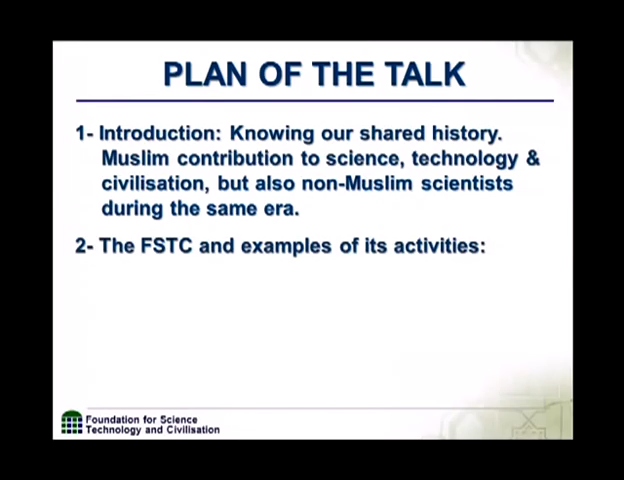 PLAN OF THE TALK
1- Introduction: Knowing our shared history.
Muslim contribution to science, technology &
civilisation, but also non-Muslim scientists
during the same era.
2- The FSTC and examples of its activities:
Foundation for Science
Technology and Civilisation